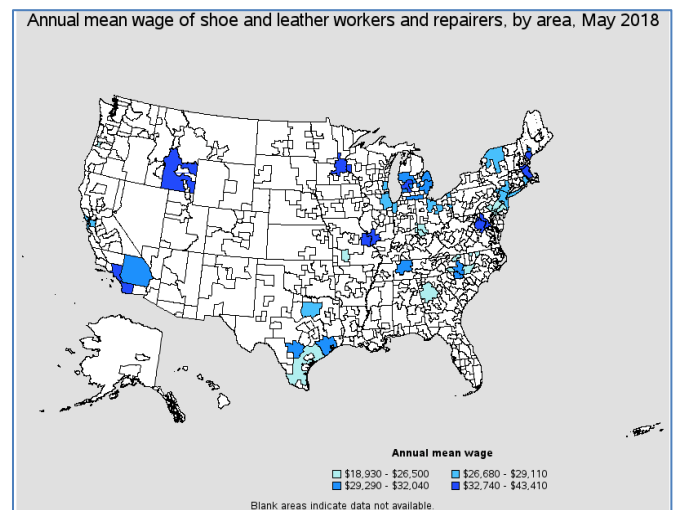 Annual mean wage of shoe and leather workers and repairers, by area, May 2018
Annual mean wage
$18,930 - $26,500 $26,680 - $29,110
$29,290 - $32,040 $32,740 - $43,410
Blank areas indicate data not available.